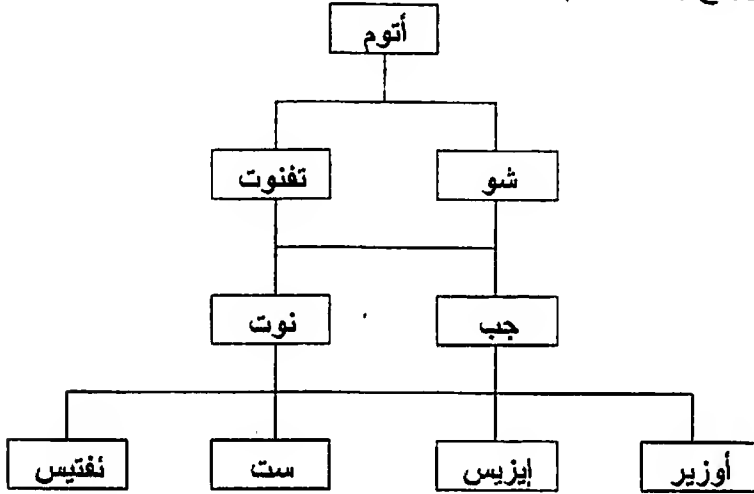 أتوم
شو
تفنوت
جب
نوت
أوزير
إيزيس
ست
نفتيس